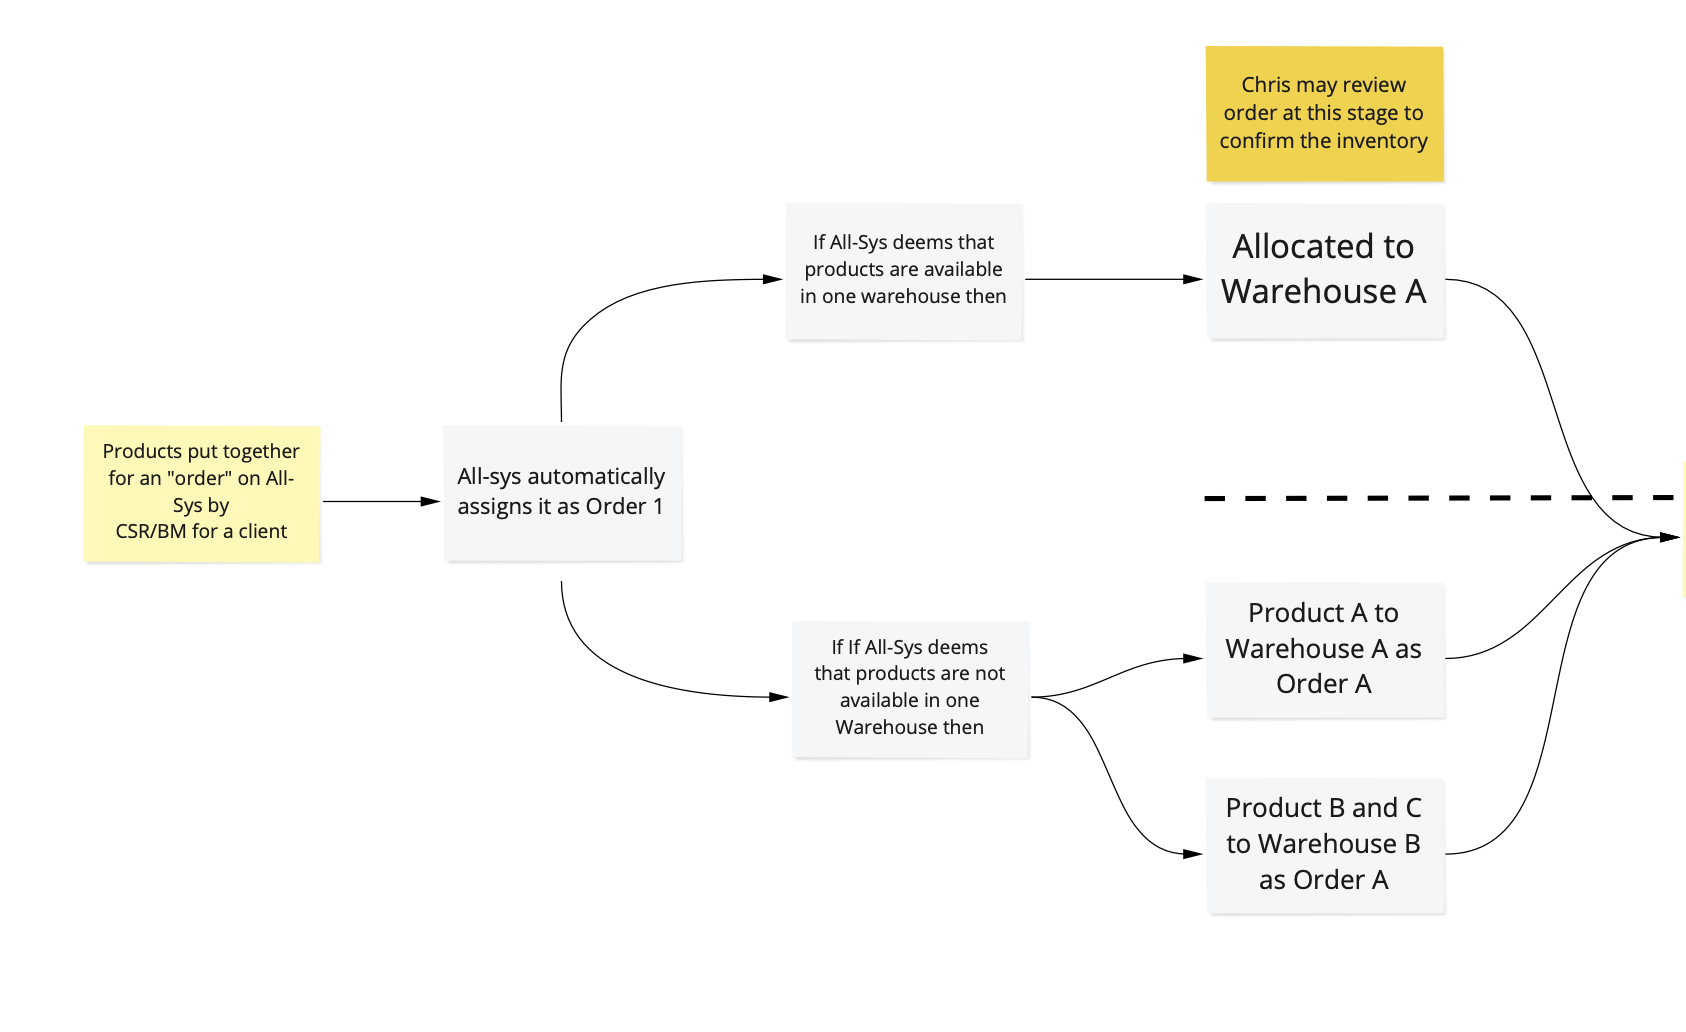 Chris may review
order at this stage to
confirm the inventory
If All-Sys deems that
products are available
in one warehouse then
Allocated to
Warehouse A
Products put together
for an "order" on All-
Sys by
CSR/BM for a client
All-sys automatically
assigns it as Order 1
If If All-Sys deems
that products are not
available in one
Warehouse then
Product A to
Warehouse A as
Order A
Product B and C
to Warehouse B
as Order A